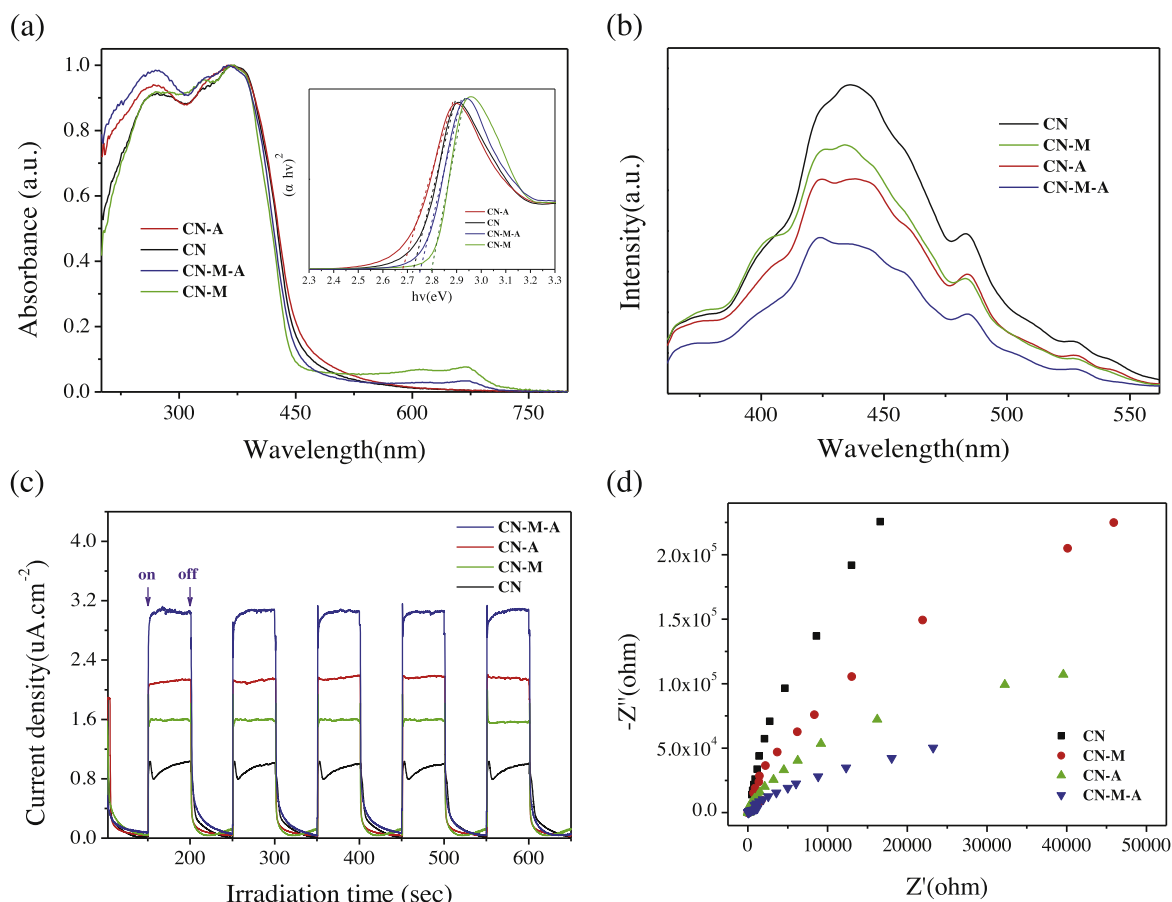 (a)
Absorbance (a.u.)
1.0
0.8
0.6
0.4
0.2
0.0
300
450
600
750
Wavelength(nm)
CN-A
CN
CN-M-A
CN-M
(α hν)²
2.3 2.4 2.5 2.6 2.7 2.8 2.9 3.0 3.1 3.2 3.3
hν(eV)
CN-A
CN
CN-M-A
CN-M
(b)
Intensity(a.u.)
CN
CN-M
CN-A
CN-M-A
400
450
500
550
Wavelength(nm)
(c)
Current density(uA.cm⁻²)
3.2
2.4
1.6
0.8
0.0
on
off
CN-M-A
CN-A
CN-M
CN
200
300
400
500
600
Irradiation time (sec)
(d)
-Z''(ohm)
2.0x10⁵
1.5x10⁵
1.0x10⁵
5.0x10⁴
0.0
CN
CN-M
CN-A
CN-M-A
0
10000
20000
30000
40000
50000
Z'(ohm)